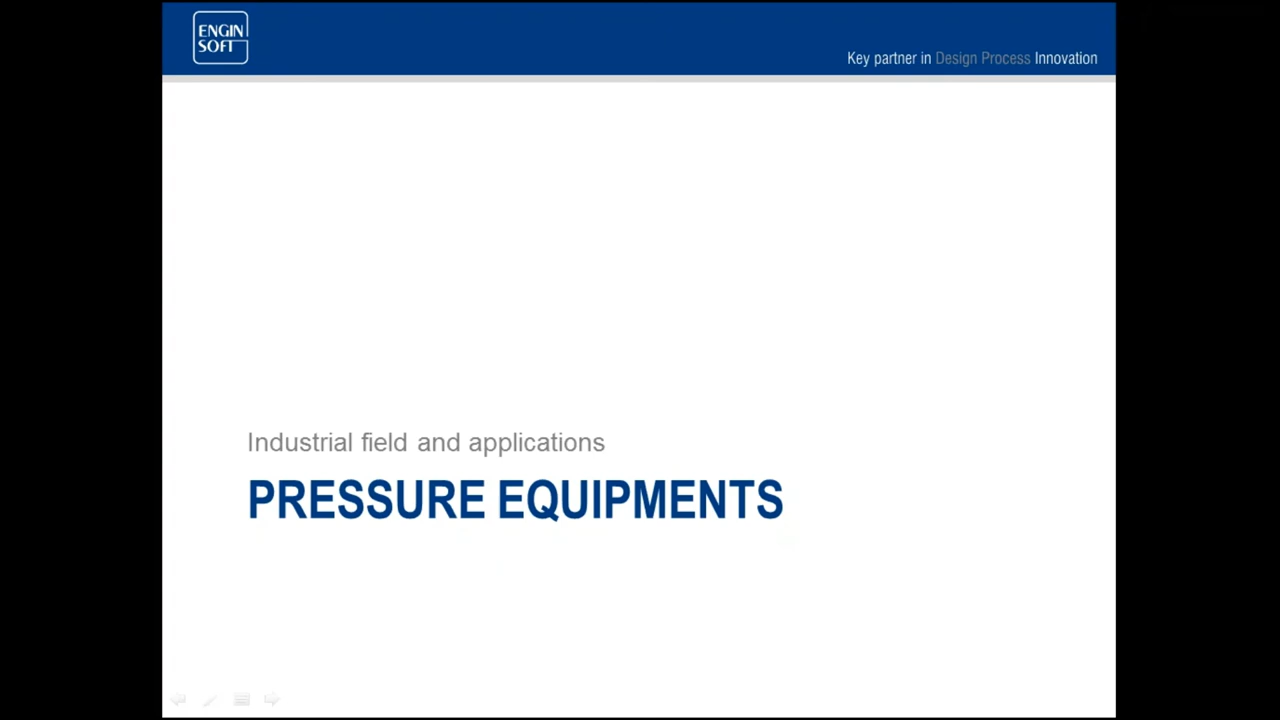 ENGIN
SOFT
Key partner in Design Process Innovation
Industrial field and applications
PRESSURE EQUIPMENTS